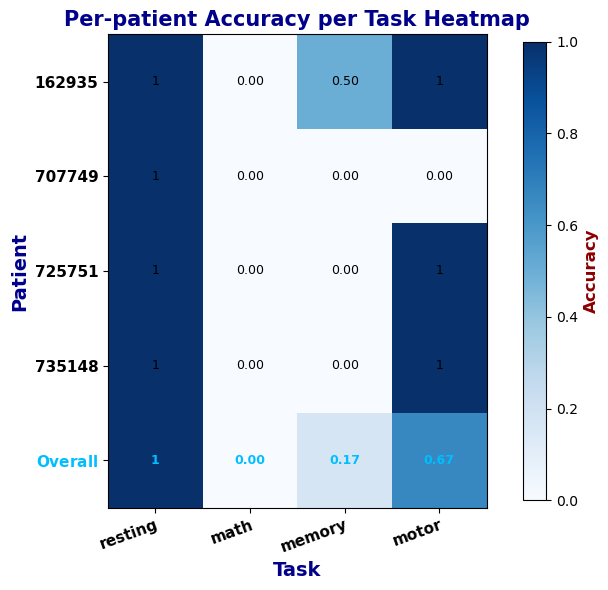 Per-patient Accuracy per Task Heatmap
162935 1 0.00 0.50 1
707749 1 0.00 0.00 0.00
725751 1 0.00 0.00 1
735148 1 0.00 0.00 1
Overall 1 0.00 0.17 0.67
resting math memory motor
Task
Patient
1.0
0.8
0.6
0.4
0.2
0.0
Accuracy